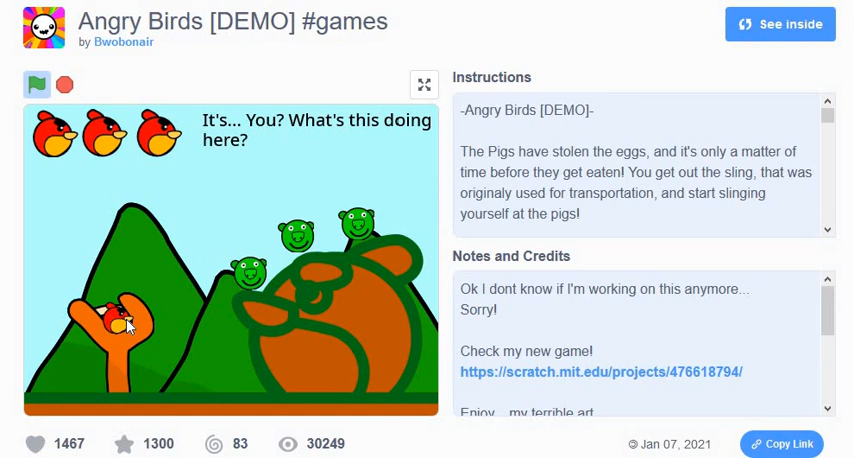 Angry Birds [DEMO] #games
by Bwobonair
See inside
It's... You? What's this doing
here?
Instructions
-Angry Birds [DEMO]-
The Pigs have stolen the eggs, and it's only a matter of
time before they get eaten! You get out the sling, that was
originaly used for transportation, and start slinging
yourself at the pigs!
Notes and Credits
Ok I dont know if I'm working on this anymore...
Sorry!
Check my new game!
https://scratch.mit.edu/projects/476618794/
Enjoy... my terrible art
1467
1300
83
30249
© Jan 07, 2021
Copy Link